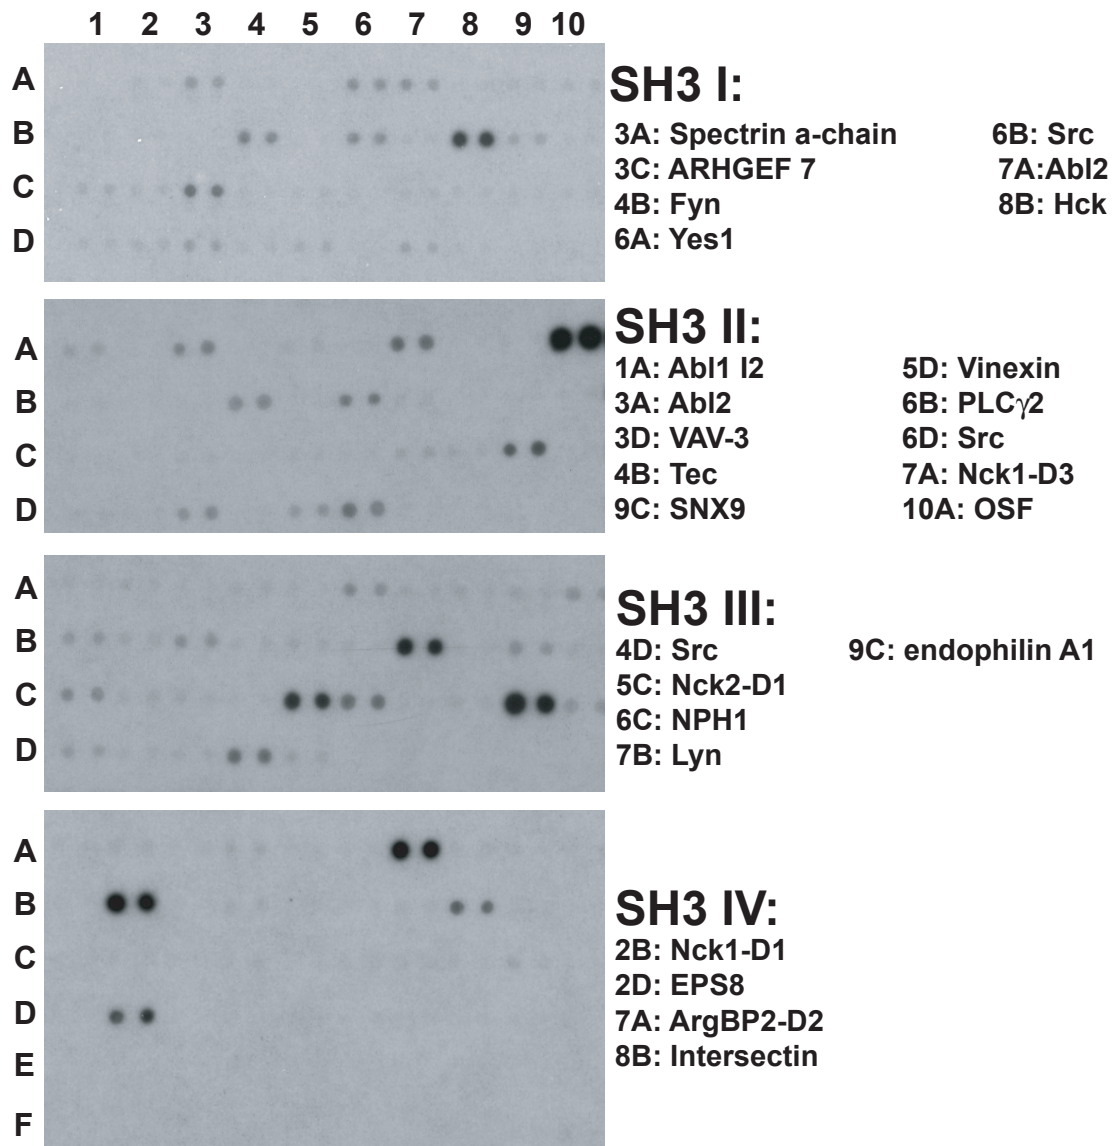 1 2 3 4 5 6 7 8 9 10
A
B
C
D
SH3 I:
3A: Spectrin a-chain 6B: Src
3C: ARHGEF 7 7A:Abl2
4B: Fyn 8B: Hck
6A: Yes1
A
B
C
D
SH3 II:
1A: Abl1 I2 5D: Vinexin
3A: Abl2 6B: PLCγ2
3D: VAV-3 6D: Src
4B: Tec 7A: Nck1-D3
9C: SNX9 10A: OSF
A
B
C
D
SH3 III:
4D: Src 9C: endophilin A1
5C: Nck2-D1
6C: NPH1
7B: Lyn
A
B
C
D
E
F
SH3 IV:
2B: Nck1-D1
2D: EPS8
7A: ArgBP2-D2
8B: Intersectin